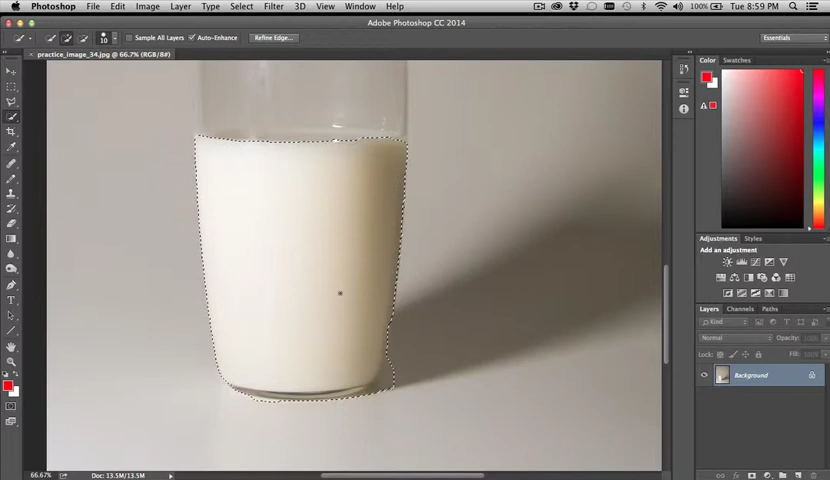 Photoshop File Edit Image Layer Type Select Filter 3D View Window Help 100% Tue 8:59 PM
Adobe Photoshop CC 2014
10 Sample All Layers Auto-Enhance Refine Edge... Essentials
practice_image_34.jpg @ 66.7% (RGB/8#)
Color Swatches
Adjustments Styles
Add an adjustment
Layers Channels Paths
Kind
Normal Opacity:
Lock: Fill:
Background
66.67% Doc: 13.5M/13.5M